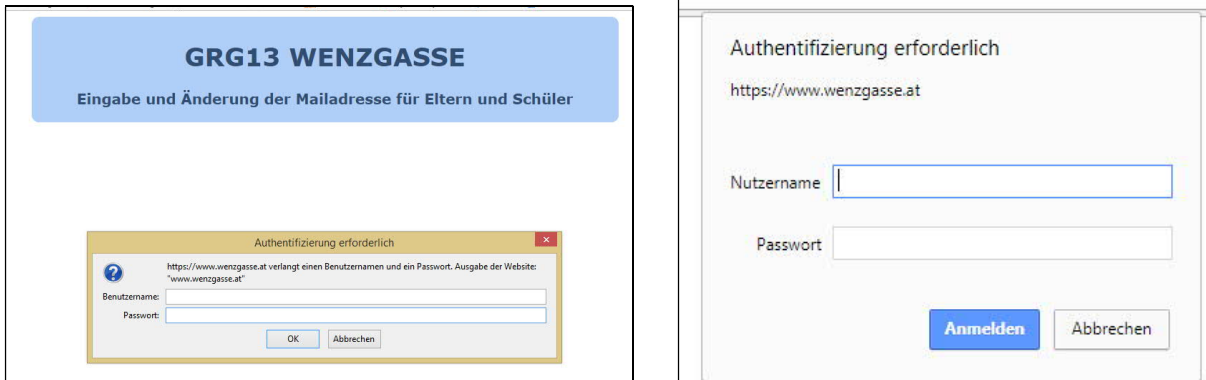 GRG13 WENZGASSE
Eingabe und Änderung der Mailadresse für Eltern und Schüler
Authentifizierung erforderlich
https://www.wenzgasse.at verlangt einen Benutzernamen und ein Passwort. Ausgabe der Website:
"www.wenzgasse.at"
Benutzername:
Passwort:
OK Abbrechen
Authentifizierung erforderlich
https://www.wenzgasse.at
Nutzername
Passwort
Anmelden Abbrechen